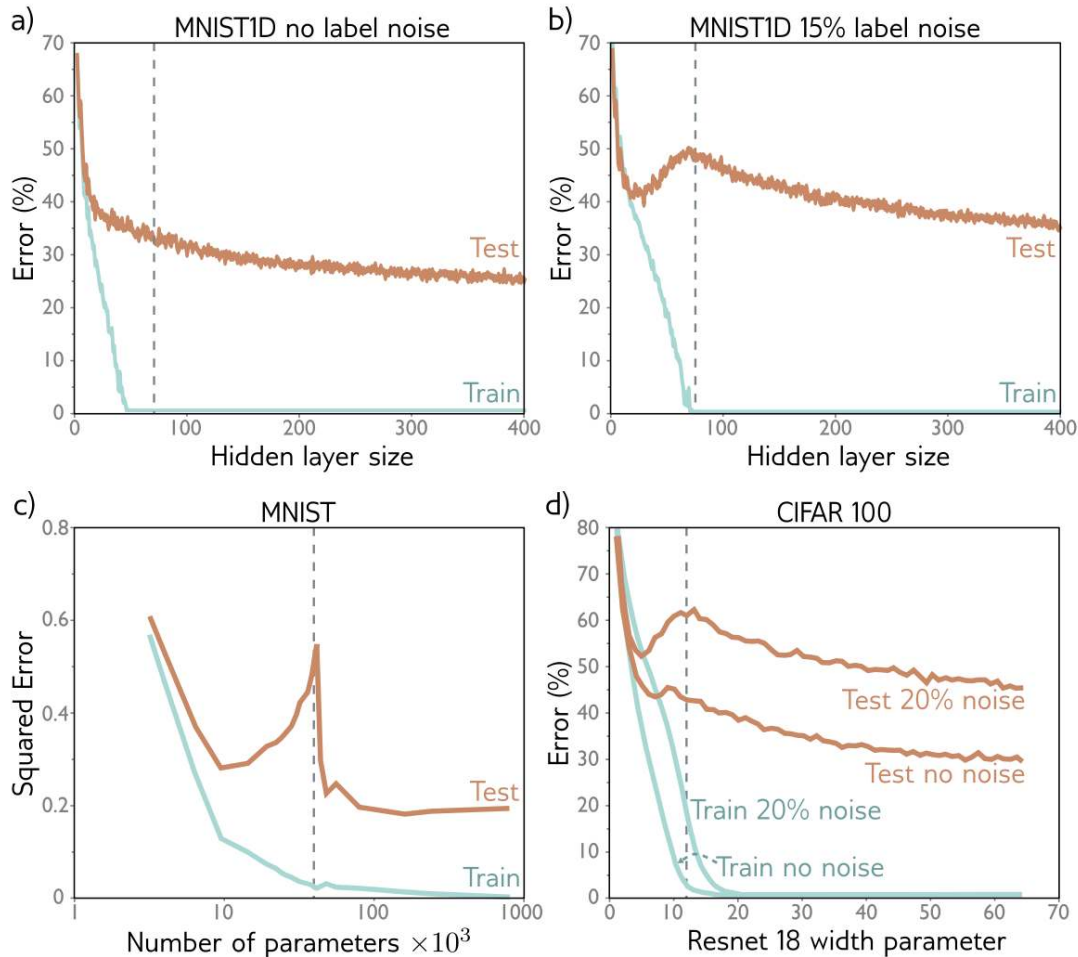 a) MNIST1D no label noise
70
60
50
40
30
20
10
0
Error (%)
Test
Train
0 100 200 300 400
Hidden layer size
b) MNIST1D 15% label noise
70
60
50
40
30
20
10
0
Error (%)
Test
Train
0 100 200 300 400
Hidden layer size
c) MNIST
0.8
0.6
0.4
0.2
0
Squared Error
Test
Train
1 10 100 1000
Number of parameters ×10³
d) CIFAR 100
80
70
60
50
40
30
20
10
0
Error (%)
Test 20% noise
Test no noise
Train 20% noise
Train no noise
0 10 20 30 40 50 60 70
Resnet 18 width parameter